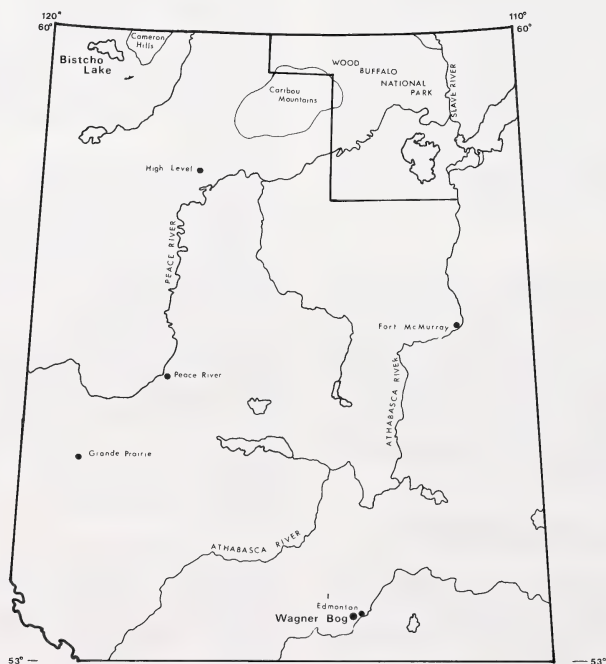 120°
60°
110°
60°
Cameron
Hills
Bistcho
Lake
WOOD
BUFFALO
NATIONAL
PARK
SLAVE RIVER
Caribou
Mountains
High Level
PEACE RIVER
Fort McMurray
Peace River
ATHABASCA RIVER
Grande Prairie
ATHABASCA RIVER
Edmonton
Wagner Bog
53°
53°